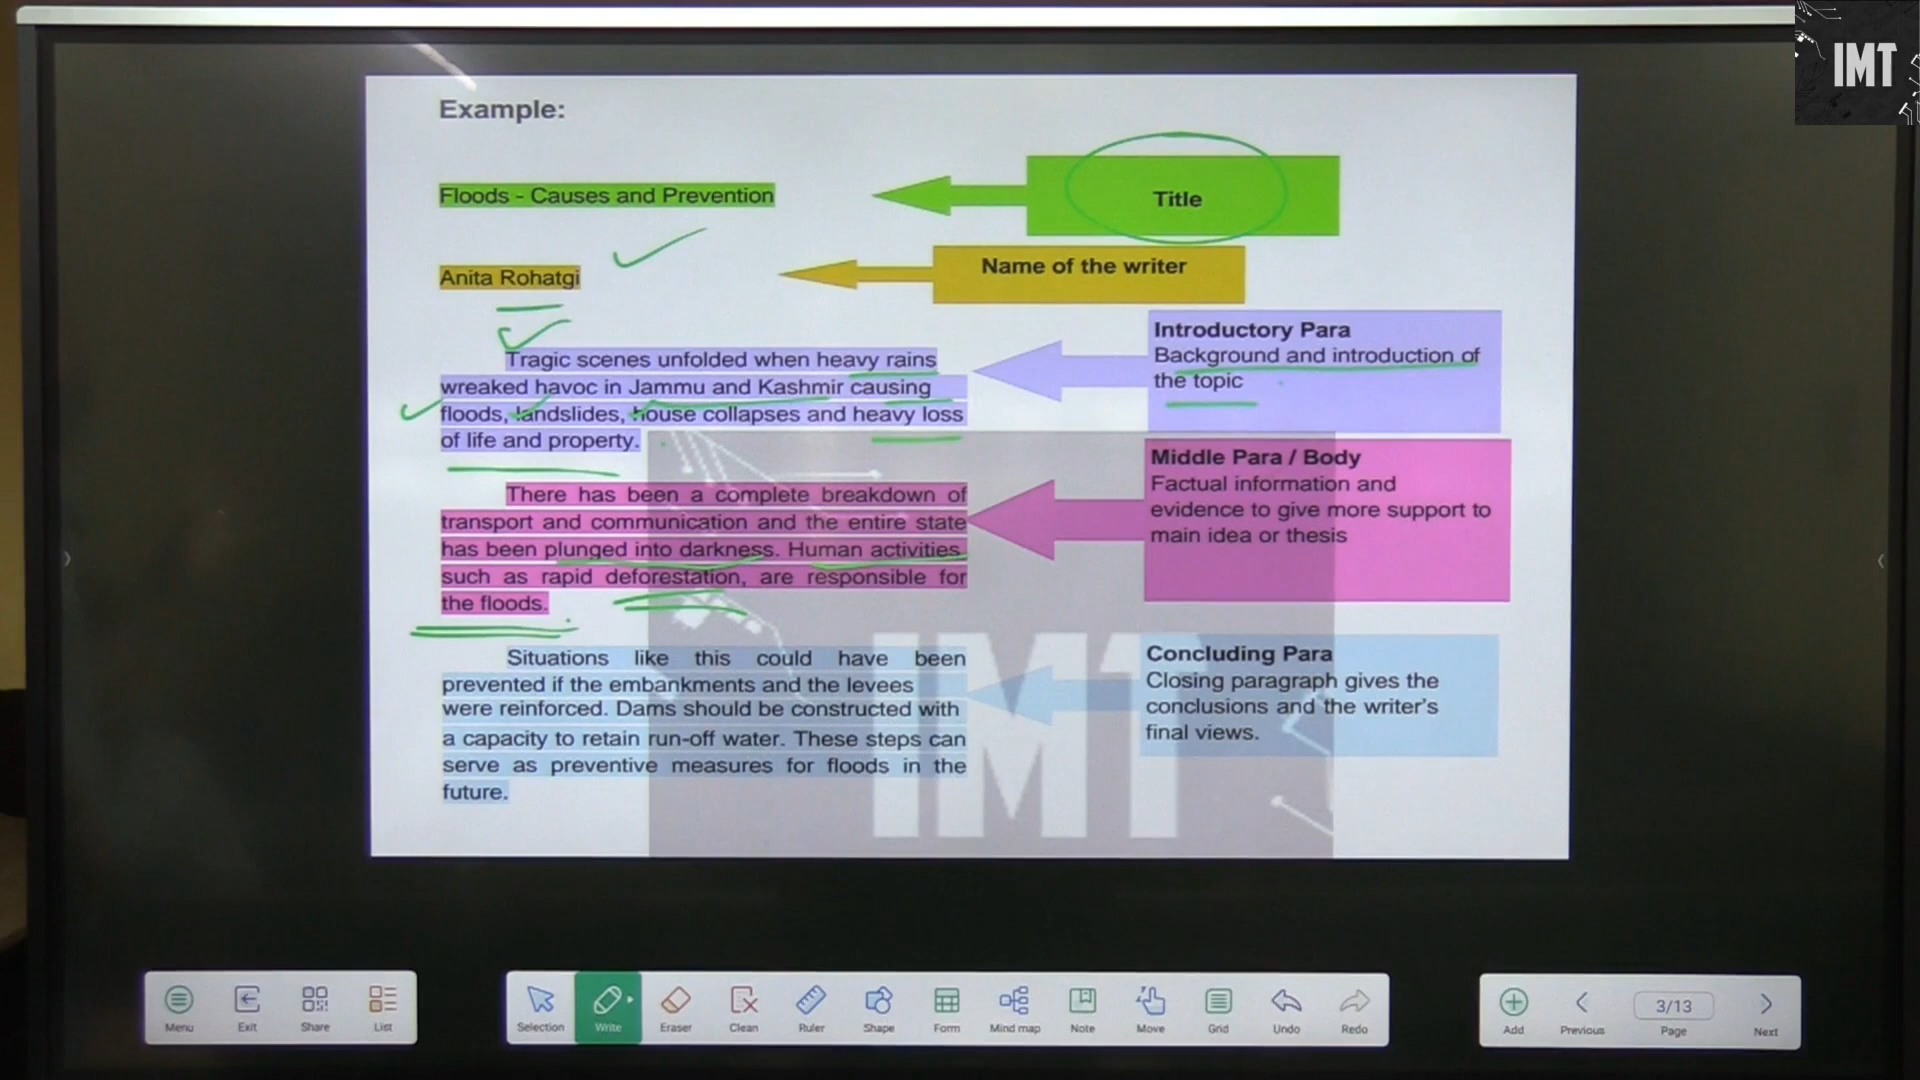 IMT
Example:
Floods - Causes and Prevention
Title
Anita Rohatgi
Name of the writer
Tragic scenes unfolded when heavy rains
wreaked havoc in Jammu and Kashmir causing
floods, landslides, house collapses and heavy loss
of life and property.
Introductory Para
Background and introduction of
the topic
There has been a complete breakdown of
transport and communication and the entire state
has been plunged into darkness. Human activities
such as rapid deforestation, are responsible for
the floods.
Middle Para / Body
Factual information and
evidence to give more support to
main idea or thesis
Situations like this could have been
prevented if the embankments and the levees
were reinforced. Dams should be constructed with
a capacity to retain run-off water. These steps can
serve as preventive measures for floods in the
future.
Concluding Para
Closing paragraph gives the
conclusions and the writer's
final views.
IMT
Menu Exit Share List
Selection Write Eraser Clean Ruler Shape Form Mind map Note Move Grid Undo Redo
Add Previous 3/13 Page Next